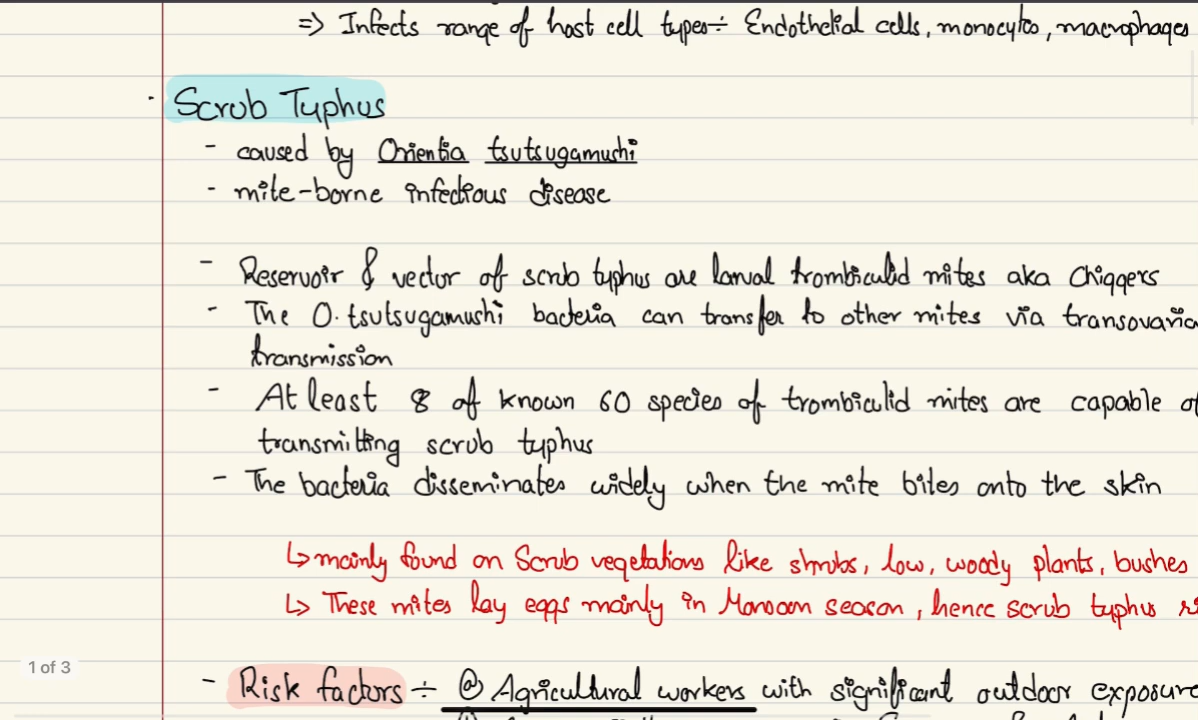 => Infects range of host cell types÷ Endothelial cells, monocytes, macrophages
· Scrub Typhus
- caused by Orientia tsutsugamushi
- mite-borne infectious disease
- Reservoir & vector of scrub typhus are larval trombiculid mites aka Chiggers
- The O. tsutsugamushi bacteria can transfer to other mites via transovaria
transmission
- At least 8 of known 60 species of trombiculid mites are capable of
transmitting scrub typhus
- The bacteria disseminates widely when the mite bites onto the skin
↳ mainly found on Scrub vegetations like shrubs, low, woody plants, bushes
↳ These mites lay eggs mainly in Monsoon season, hence scrub typhus
1 of 3
- Risk factors ÷ @ Agricultural workers with significant outdoor exposure